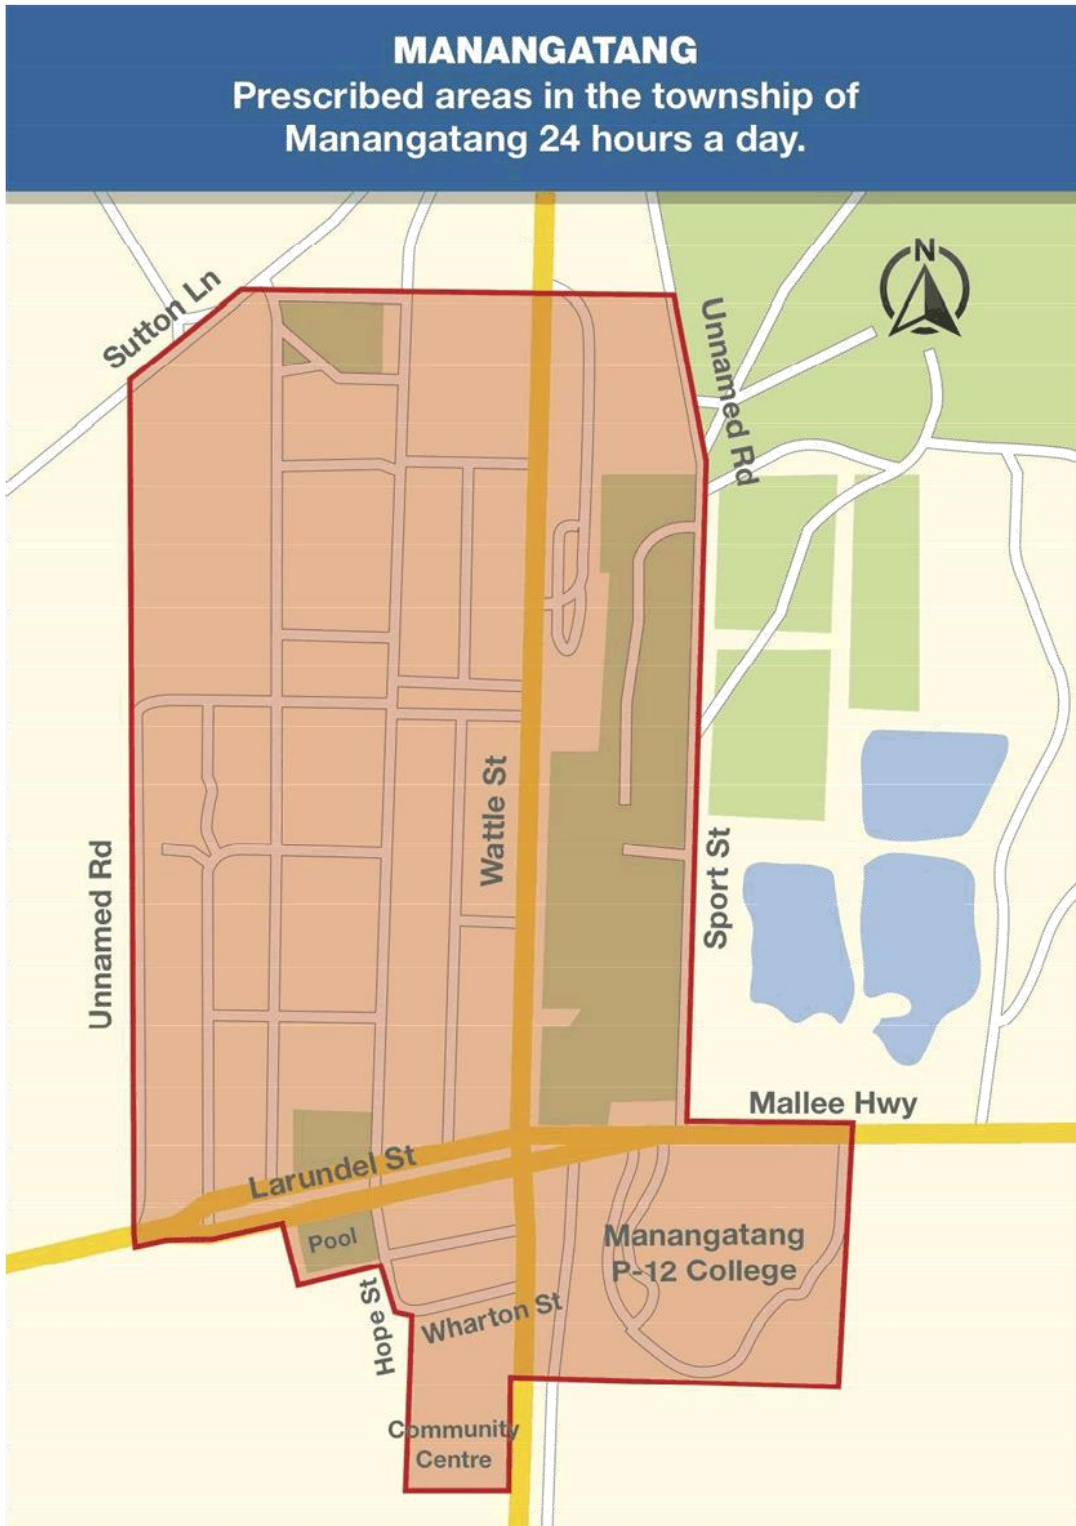 MANANGATANG
Prescribed areas in the township of
Manangatang 24 hours a day.
N
Sutton Ln
Unnamed Rd
Wattle St
Unnamed Rd
Sport St
Mallee Hwy
Larundel St
Pool
Manangatang
P-12 College
Hope St
Wharton St
Community
Centre